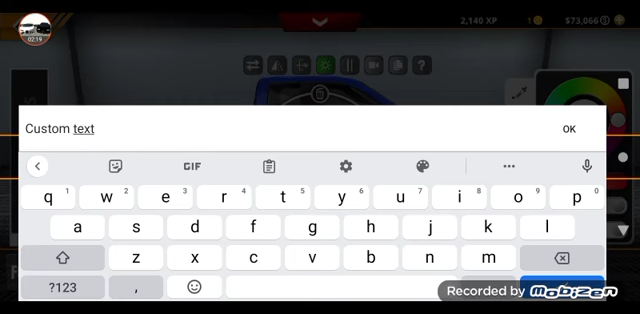 2,140 XP 1 $73,066
02:19
Custom text OK
GIF
q 1 w 2 e 3 r 4 t 5 y 6 u 7 i 8 o 9 p 0
a s d f g h j k l
z x c v b n m
?123 ,
Recorded by MobiZen